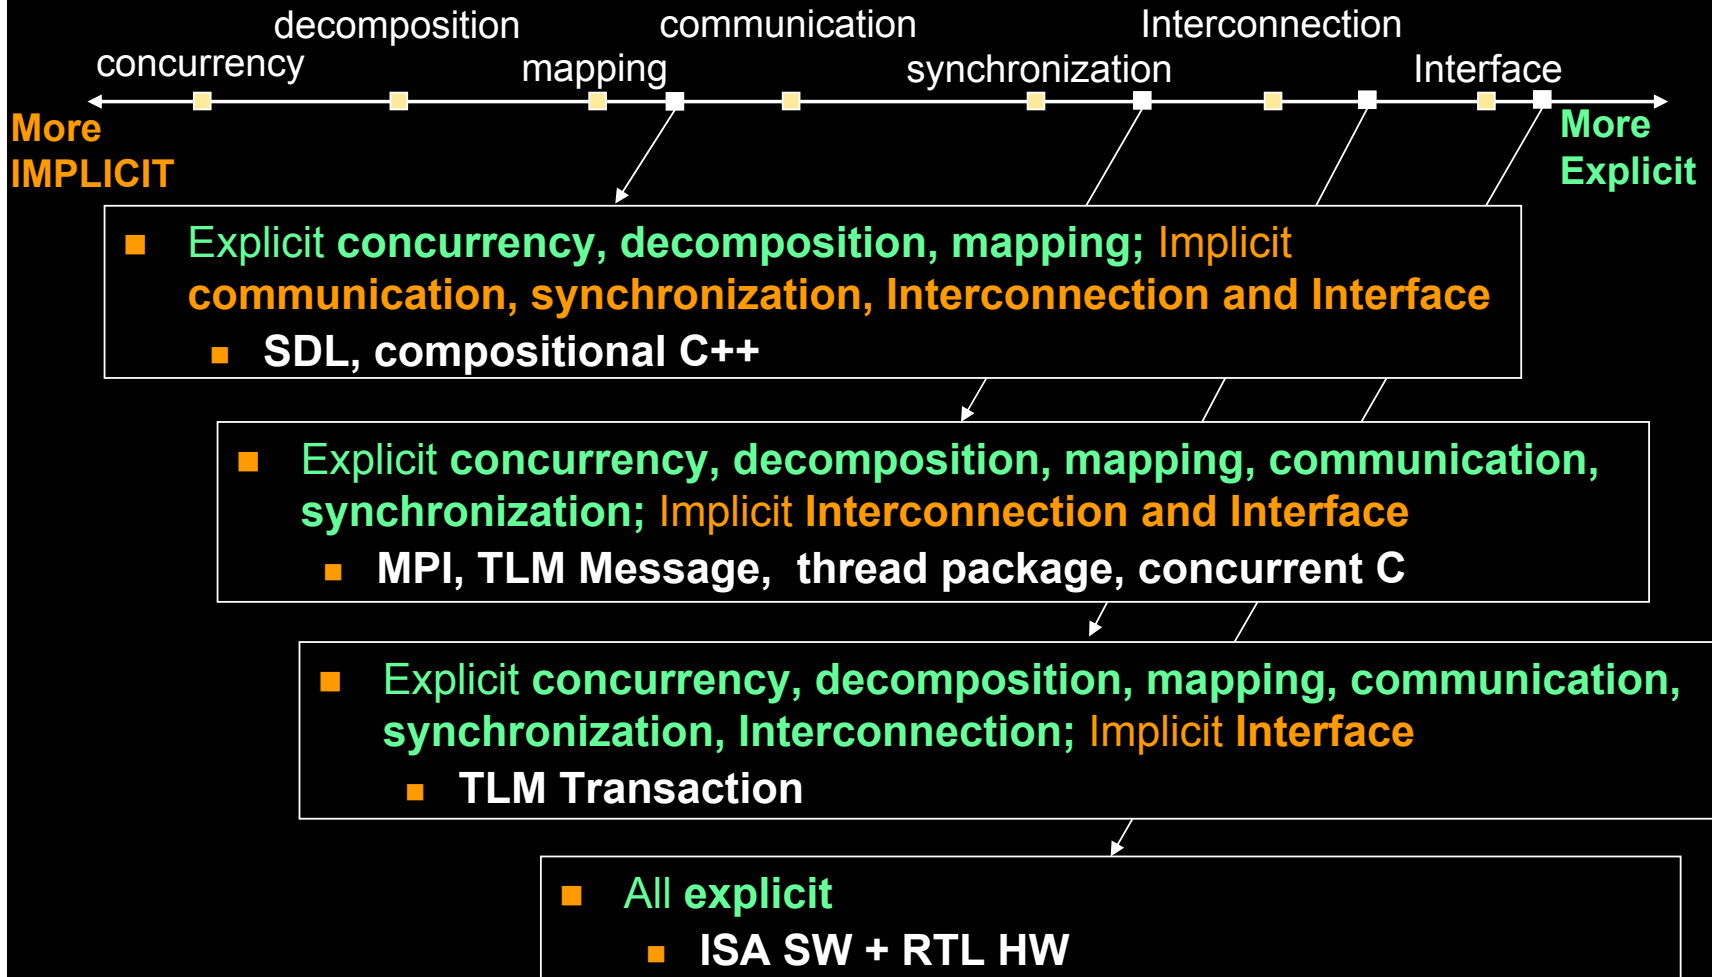 decomposition communication Interconnection
concurrency mapping synchronization Interface
More
IMPLICIT
More
Explicit
Explicit concurrency, decomposition, mapping; Implicit
communication, synchronization, Interconnection and Interface
SDL, compositional C++
Explicit concurrency, decomposition, mapping, communication,
synchronization; Implicit Interconnection and Interface
MPI, TLM Message, thread package, concurrent C
Explicit concurrency, decomposition, mapping, communication,
synchronization, Interconnection; Implicit Interface
TLM Transaction
All explicit
ISA SW + RTL HW